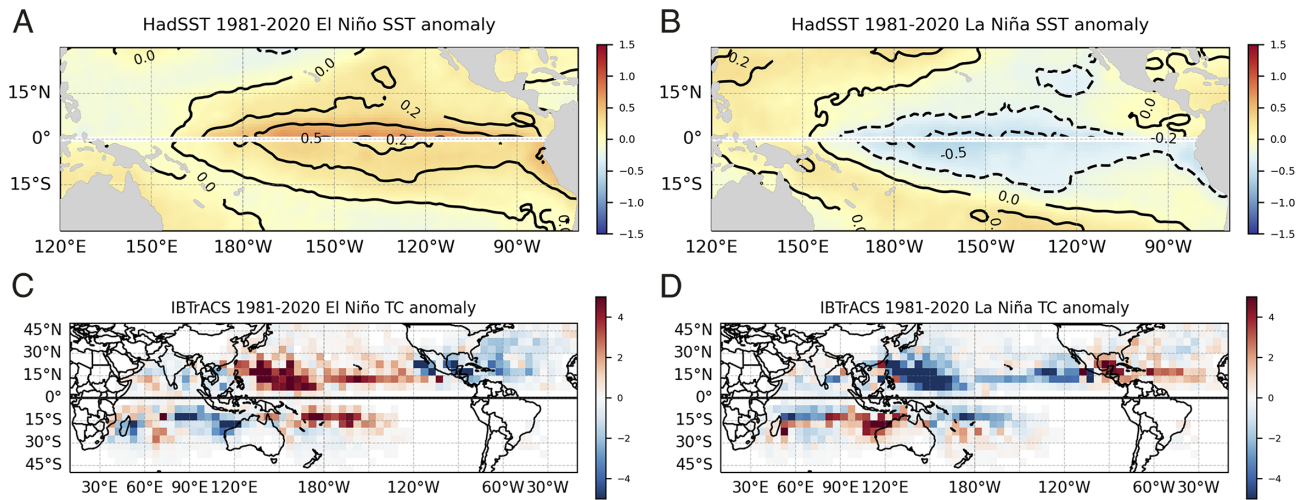 A
HadSST 1981-2020 El Niño SST anomaly
15°N
0°
15°S
120°E 150°E 180°W 150°W 120°W 90°W
0.0
0.0
0.2
0.5
0.2
0.0
1.5
1.0
0.5
0.0
−0.5
−1.0
−1.5
B
HadSST 1981-2020 La Niña SST anomaly
15°N
0°
15°S
120°E 150°E 180°W 150°W 120°W 90°W
0.2
0.0
-0.2
-0.5
0.0
1.5
1.0
0.5
0.0
−0.5
−1.0
−1.5
C
IBTrACS 1981-2020 El Niño TC anomaly
45°N
30°N
15°N
0°
15°S
30°S
45°S
30°E 60°E 90°E 120°E 180°W 120°W 60°W 30°W
4
2
0
−2
−4
D
IBTrACS 1981-2020 La Niña TC anomaly
45°N
30°N
15°N
0°
15°S
30°S
45°S
30°E 60°E 90°E 120°E 180°W 120°W 60°W 30°W
4
2
0
−2
−4